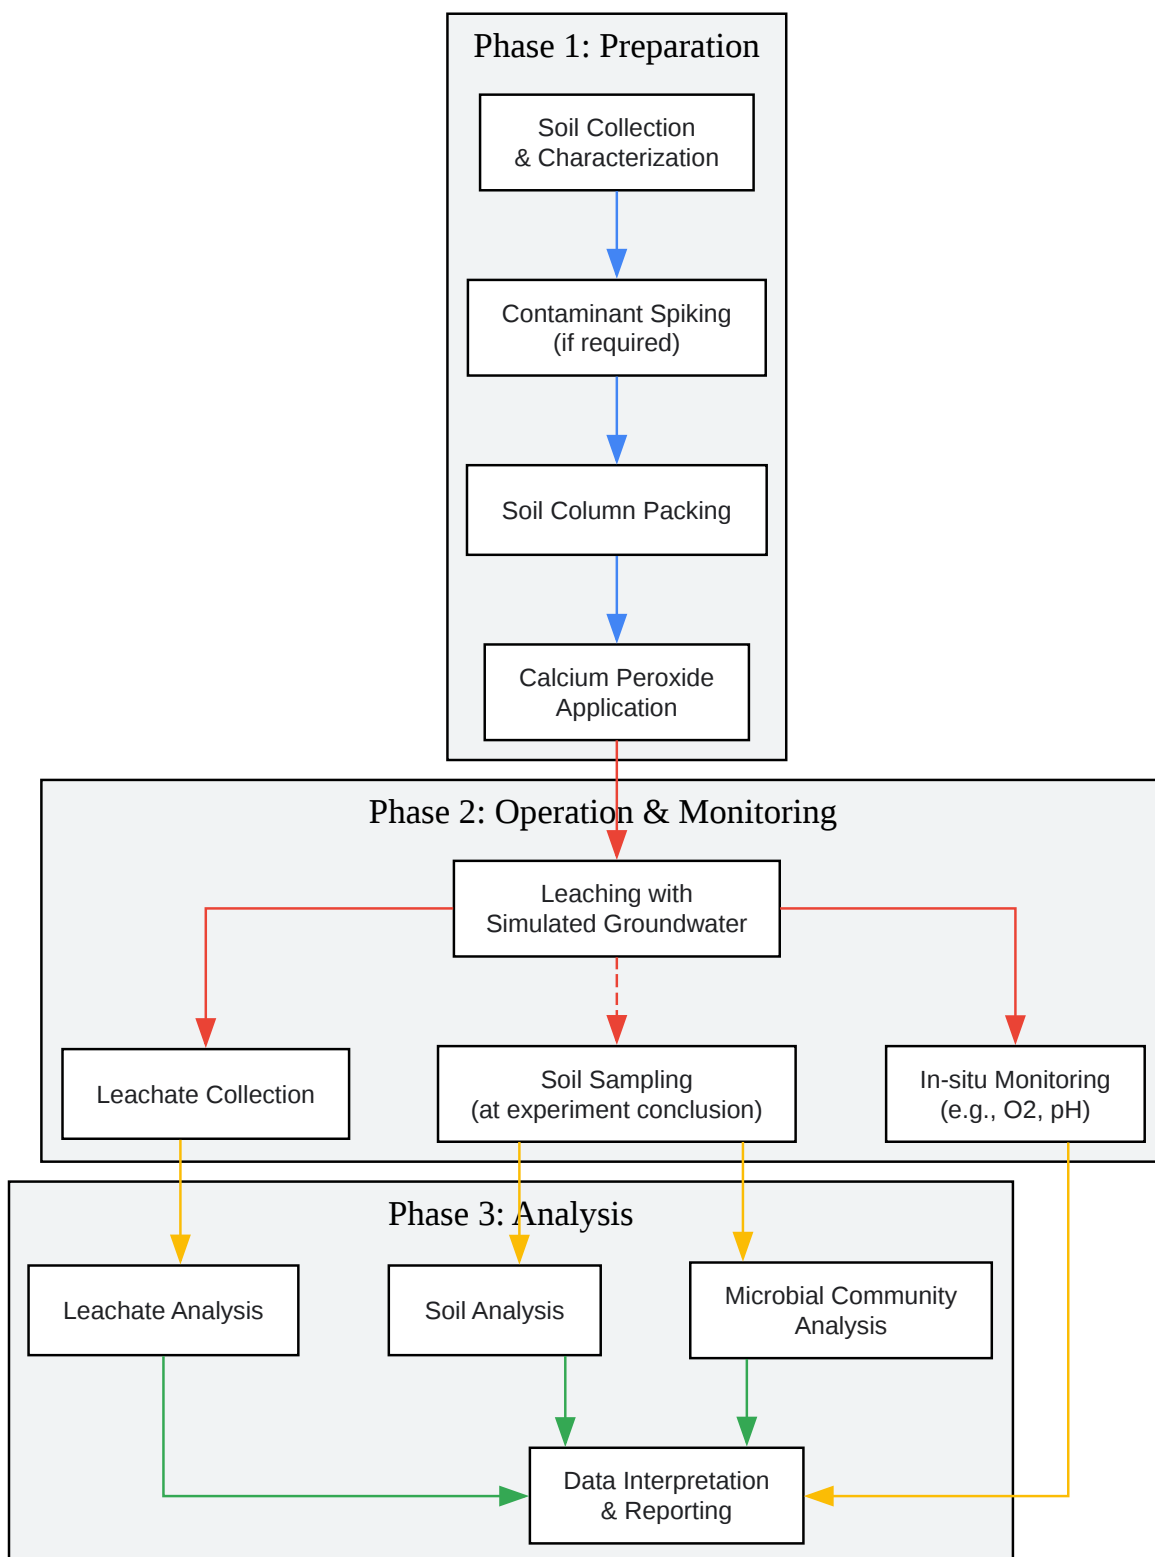 Phase 1: Preparation
Soil Collection
& Characterization
Contaminant Spiking
(if required)
Soil Column Packing
Calcium Peroxide
Application
Phase 2: Operation & Monitoring
Leaching with
Simulated Groundwater
Leachate Collection
Soil Sampling
(at experiment conclusion)
In-situ Monitoring
(e.g., O2, pH)
Phase 3: Analysis
Leachate Analysis
Soil Analysis
Microbial Community
Analysis
Data Interpretation
& Reporting